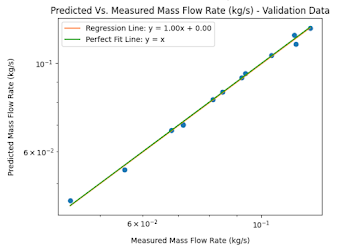 Predicted Vs. Measured Mass Flow Rate (kg/s) - Validation Data
Regression Line: y = 1.00x + 0.00
Perfect Fit Line: y = x
Predicted Mass Flow Rate (kg/s)
10⁻¹
6 × 10⁻²
6 × 10⁻²
10⁻¹
Measured Mass Flow Rate (kg/s)